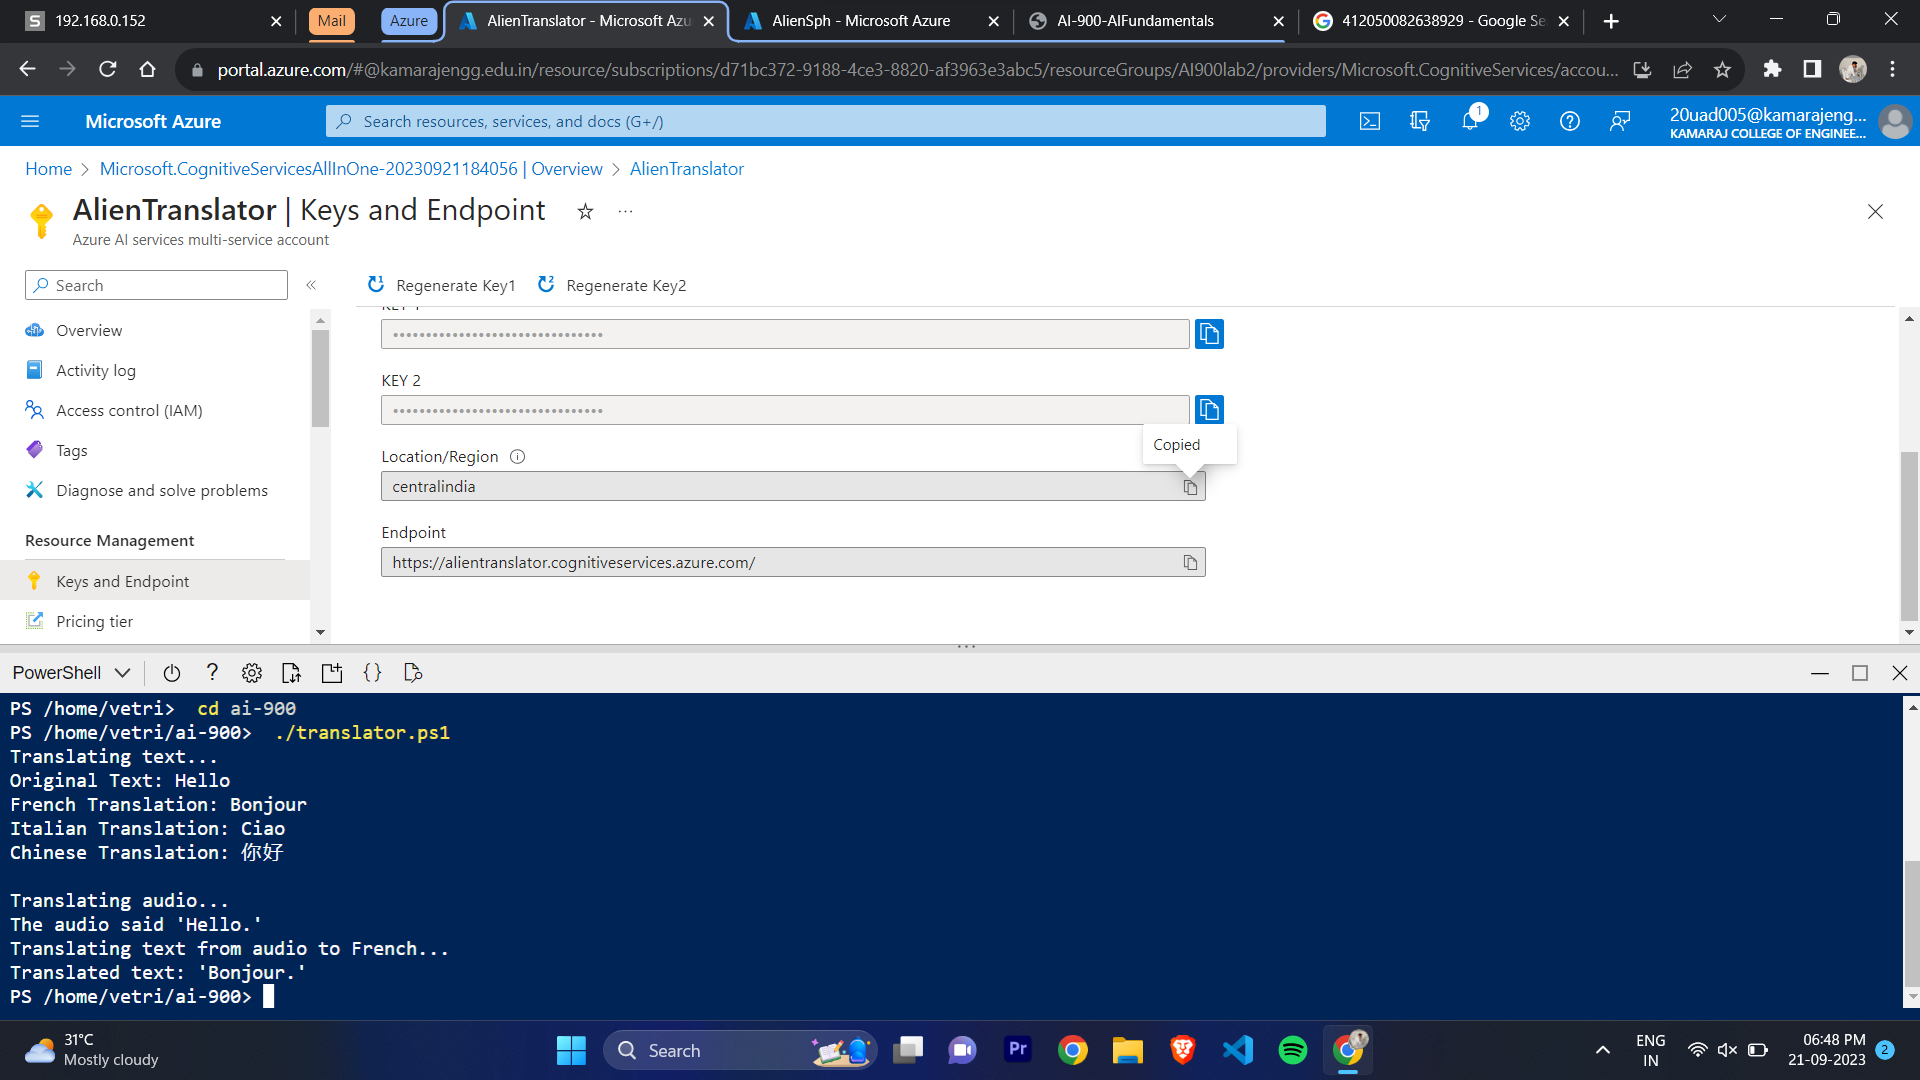 192.168.0.152
Mail
Azure
AlienTranslator - Microsoft Azu
AlienSph - Microsoft Azure
AI-900-AIFundamentals
412050082638929 - Google Se
portal.azure.com/#@kamarajengg.edu.in/resource/subscriptions/d71bc372-9188-4ce3-8820-af3963e3abc5/resourceGroups/AI900lab2/providers/Microsoft.CognitiveServices/accou...
Microsoft Azure
Search resources, services, and docs (G+/)
1
20uad005@kamarajeng...
KAMARAJ COLLEGE OF ENGINEE...
Home > Microsoft.CognitiveServicesAllInOne-20230921184056 | Overview > AlienTranslator
AlienTranslator | Keys and Endpoint
Azure AI services multi-service account
Search
Regenerate Key1
Regenerate Key2
Overview
Activity log
Access control (IAM)
Tags
Diagnose and solve problems
Resource Management
Keys and Endpoint
Pricing tier
KEY 1
KEY 2
Copied
Location/Region
centralindia
Endpoint
https://alientranslator.cognitiveservices.azure.com/
PowerShell
PS /home/vetri> cd ai-900
PS /home/vetri/ai-900> ./translator.ps1
Translating text...
Original Text: Hello
French Translation: Bonjour
Italian Translation: Ciao
Chinese Translation: 你好
Translating audio...
The audio said 'Hello.'
Translating text from audio to French...
Translated text: 'Bonjour.'
PS /home/vetri/ai-900>
31°C
Mostly cloudy
Search
Pr
ENG
IN
06:48 PM
21-09-2023
2